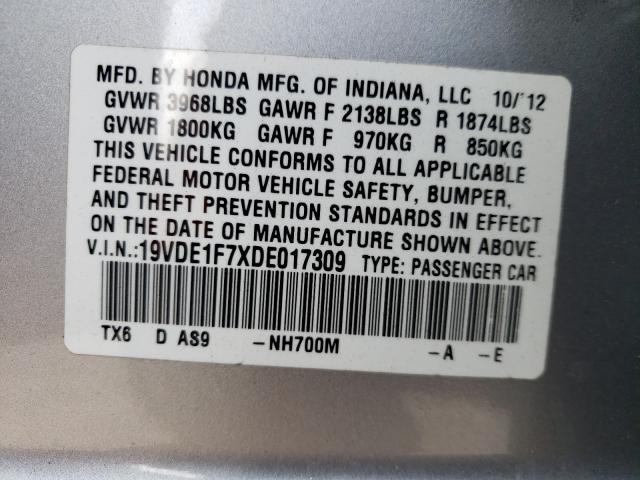 MFD. BY HONDA MFG. OF INDIANA, LLC 10/12
GVWR 3968LBS GAWR F 2138LBS R 1874LBS
GVWR 1800KG GAWR F 970KG R 850KG
THIS VEHICLE CONFORMS TO ALL APPLICABLE
FEDERAL MOTOR VEHICLE SAFETY, BUMPER,
AND THEFT PREVENTION STANDARDS IN EFFECT
ON THE DATE OF MANUFACTURE SHOWN ABOVE.
V.I.N.:19VDE1F7XDE017309 TYPE: PASSENGER CAR
TX6 D AS9 -NH700M -A -E